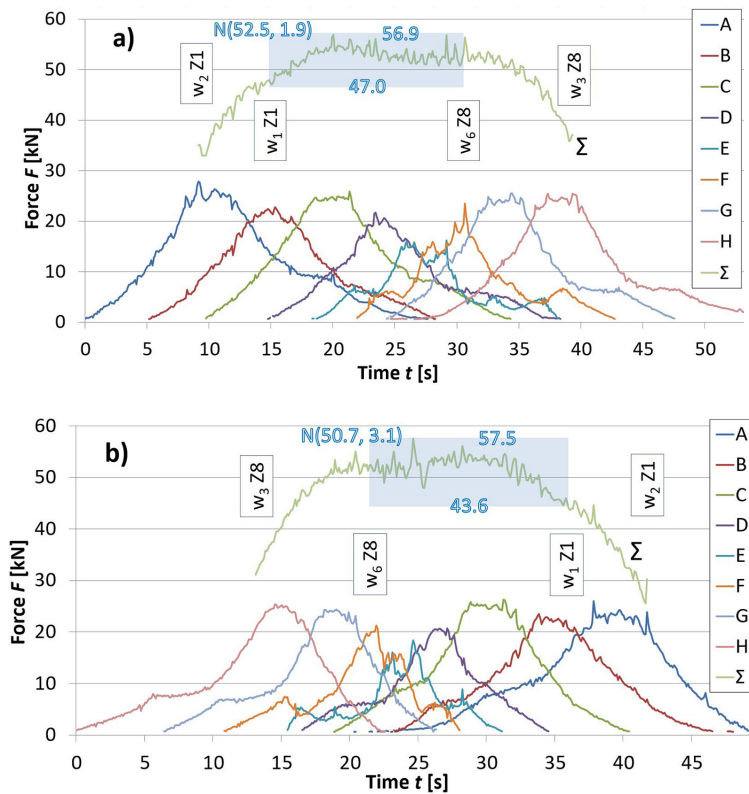 a)
N(52.5, 1.9)
56.9
47.0
w2 Z1
w1 Z1
w6 Z8
w3 Z8
Σ
Force F [kN]
60
50
40
30
20
10
0
0 5 10 15 20 25 30 35 40 45 50
Time t [s]
A
B
C
D
E
F
G
H
Σ
b)
N(50.7, 3.1)
57.5
43.6
w3 Z8
w6 Z8
w1 Z1
w2 Z1
Σ
Force F [kN]
60
50
40
30
20
10
0
0 5 10 15 20 25 30 35 40 45
Time t [s]
A
B
C
D
E
F
G
H
Σ